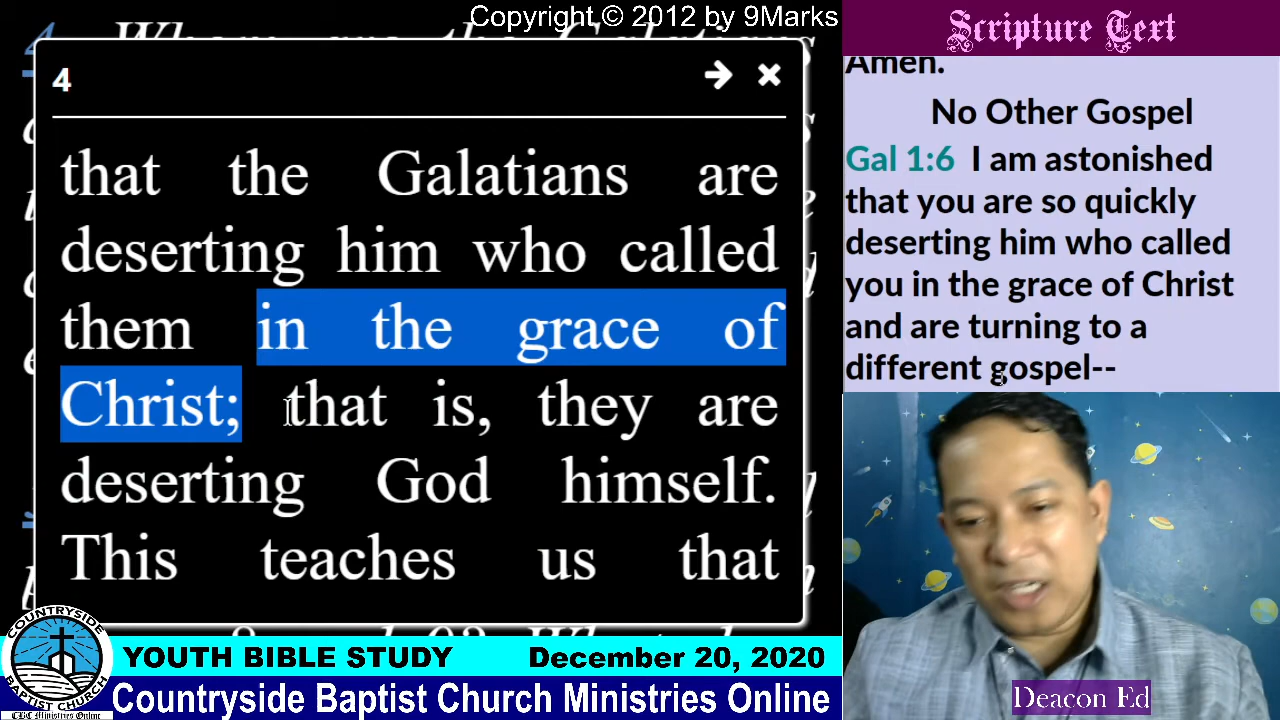 Copyright © 2012 by 9Marks
4
that the Galatians are
deserting him who called
them in the grace of
Christ; that is, they are
deserting God himself.
This teaches us that
Scripture Text
Amen.
No Other Gospel
Gal 1:6 I am astonished
that you are so quickly
deserting him who called
you in the grace of Christ
and are turning to a
different gospel--
COUNTRYSIDE
BAPTIST CHURCH
CBC Ministries Online
YOUTH BIBLE STUDY December 20, 2020
Countryside Baptist Church Ministries Online
Deacon Ed